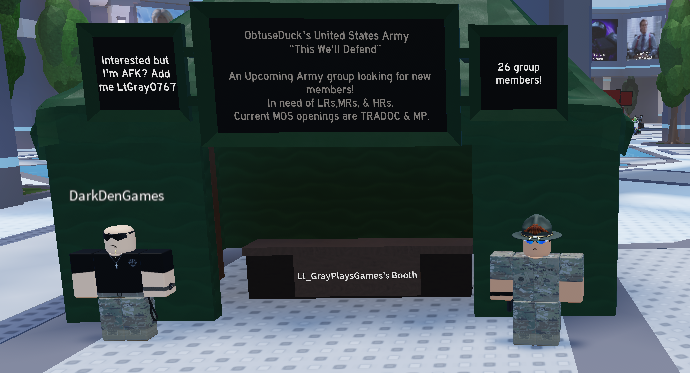 ObtuseDuck's United States Army
"This We'll Defend"
An Upcoming Army group looking for new
members!
In need of LRs,MRs, & HRs.
Current MOS openings are TRADOC & MP.
Interested but
I'm AFK? Add
me LtGray0767
26 group
members!
DarkDenGames
Lt_GrayPlaysGames's Booth